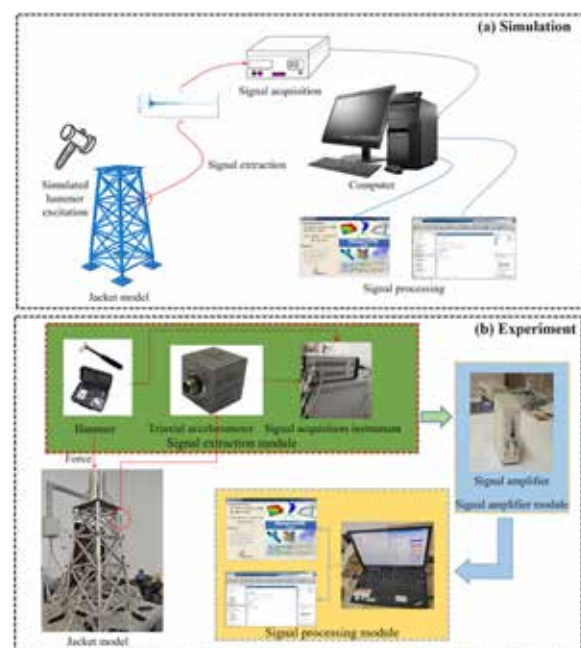 (a) Simulation
Signal acquisition
Signal extraction
Simulated
hammer
excitation
Computer
Jacket model
Signal processing
(b) Experiment
Hammer
Triaxial accelerometer
Signal acquisition instrument
Signal extraction module
Force
Signal amplifier
Signal amplifier module
Jacket model
Signal processing module